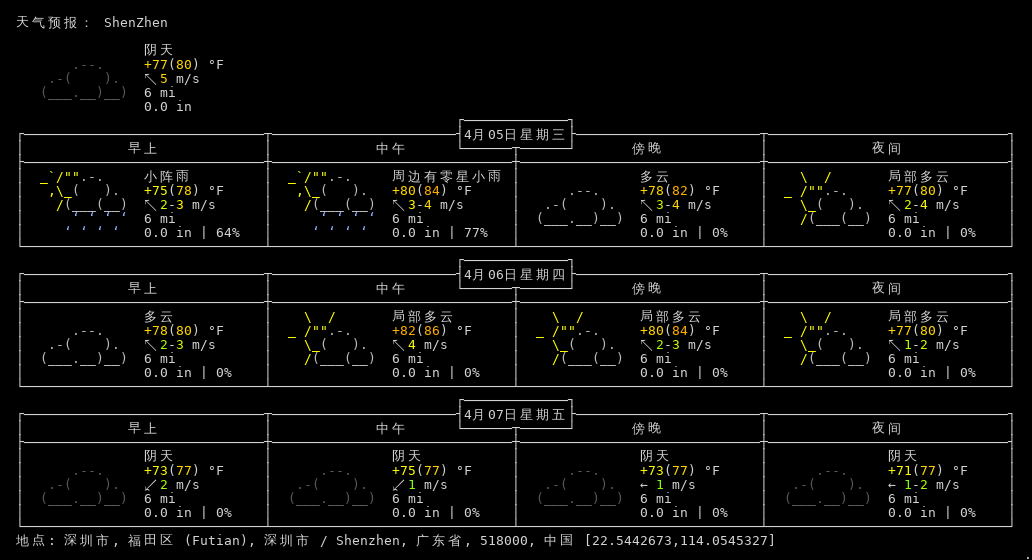 天气预报： ShenZhen
阴天
+77(80) °F
↖5 m/s
6 mi
0.0 in
4月05日星期三
早上 中午 傍晚 夜间
小阵雨 周边有零星小雨 多云 局部多云
+75(78) °F +80(84) °F +78(82) °F +77(80) °F
↖2-3 m/s ↖3-4 m/s ↖3-4 m/s ↖2-4 m/s
6 mi 6 mi 6 mi 6 mi
0.0 in | 64% 0.0 in | 77% 0.0 in | 0% 0.0 in | 0%
4月06日星期四
早上 中午 傍晚 夜间
多云 局部多云 局部多云 局部多云
+78(80) °F +82(86) °F +80(84) °F +77(80) °F
↖2-3 m/s ↖4 m/s ↖2-3 m/s ↖1-2 m/s
6 mi 6 mi 6 mi 6 mi
0.0 in | 0% 0.0 in | 0% 0.0 in | 0% 0.0 in | 0%
4月07日星期五
早上 中午 傍晚 夜间
阴天 阴天 阴天 阴天
+73(77) °F +75(77) °F +73(77) °F +71(77) °F
↙2 m/s ↙1 m/s ← 1 m/s ← 1-2 m/s
6 mi 6 mi 6 mi 6 mi
0.0 in | 0% 0.0 in | 0% 0.0 in | 0% 0.0 in | 0%
地点: 深圳市, 福田区 (Futian), 深圳市 / Shenzhen, 广东省, 518000, 中国 [22.5442673,114.0545327]